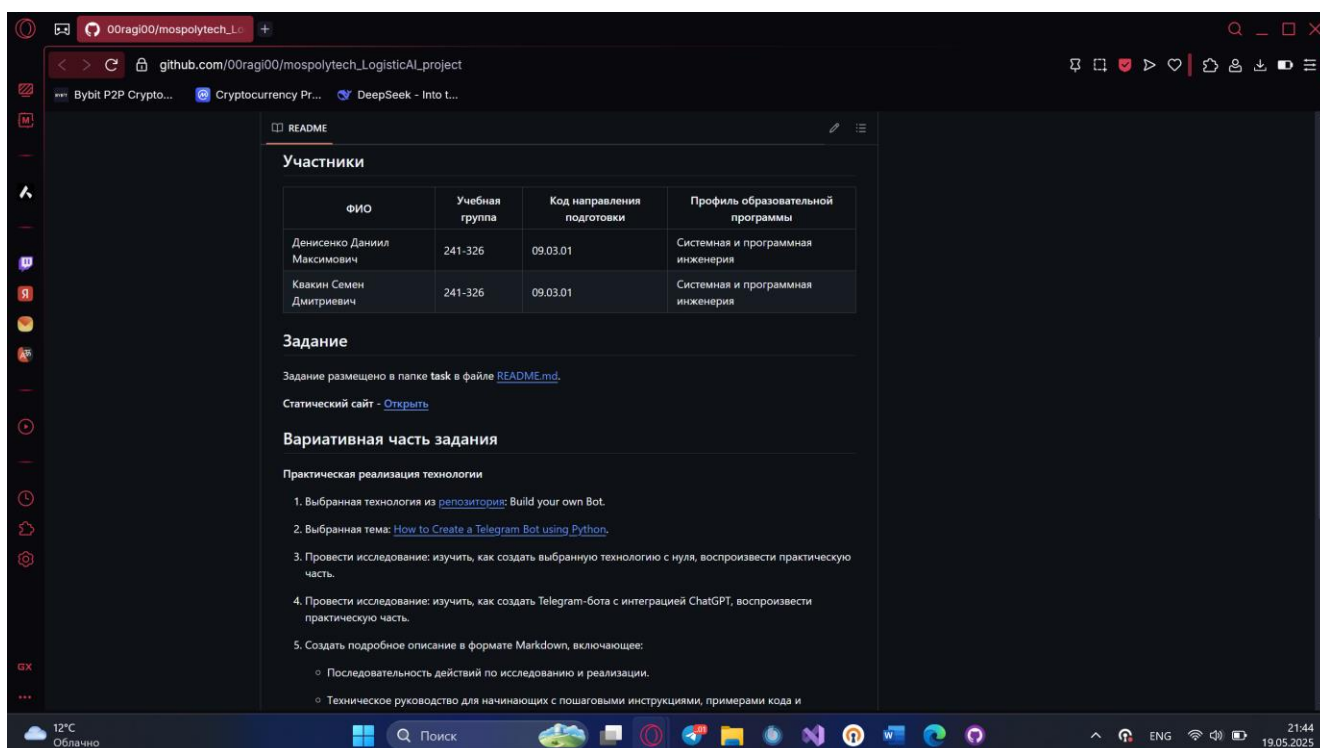 00ragi00/mospolytech_Lo
github.com/00ragi00/mospolytech_LogisticAI_project
Bybit P2P Crypto... Cryptocurrency Pr... DeepSeek - Into t...
README
Участники
ФИО
Учебная
группа
Код направления
подготовки
Профиль образовательной
программы
Денисенко Даниил
Максимович
241-326
09.03.01
Системная и программная
инженерия
Квакин Семен
Дмитриевич
241-326
09.03.01
Системная и программная
инженерия
Задание
Задание размещено в папке task в файле README.md.
Статический сайт - Открыть
Вариативная часть задания
Практическая реализация технологии
1. Выбранная технология из репозитория: Build your own Bot.
2. Выбранная тема: How to Create a Telegram Bot using Python.
3. Провести исследование: изучить, как создать выбранную технологию с нуля, воспроизвести практическую
часть.
4. Провести исследование: изучить, как создать Telegram-бота с интеграцией ChatGPT, воспроизвести
практическую часть.
5. Создать подробное описание в формате Markdown, включающее:
Последовательность действий по исследованию и реализации.
Техническое руководство для начинающих с пошаговыми инструкциями, примерами кода и
GX
12°C
Облачно
Поиск
ENG
21:44
19.05.2025